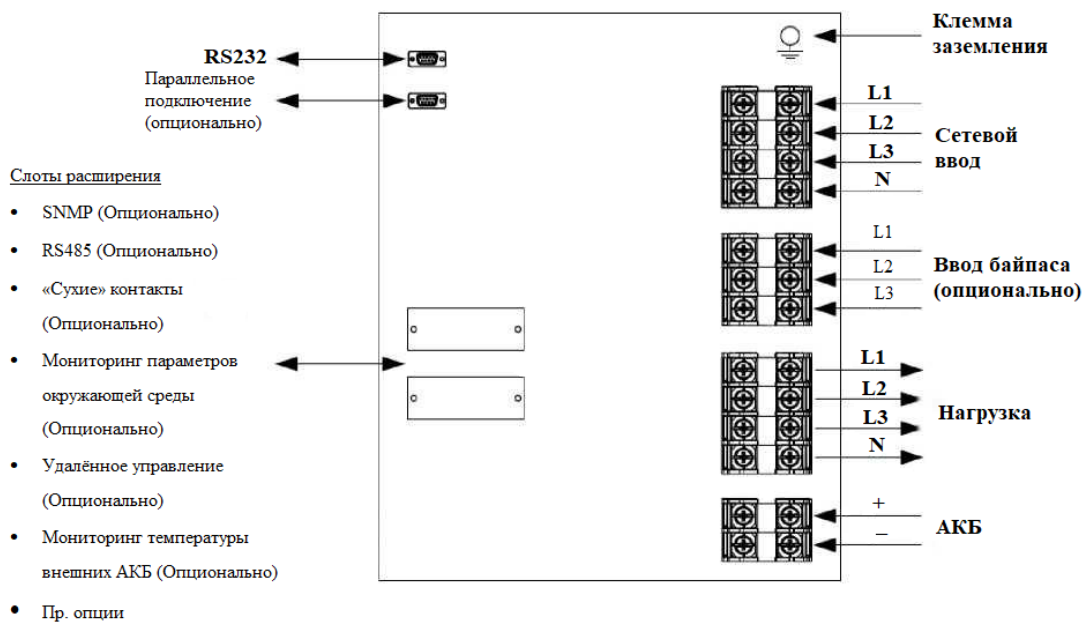 RS232
Параллельное
подключение
(опционально)
Слоты расширения
• SNMP (Опционально)
• RS485 (Опционально)
• «Сухие» контакты
(Опционально)
• Мониторинг параметров
окружающей среды
(Опционально)
• Удалённое управление
(Опционально)
• Мониторинг температуры
внешних АКБ (Опционально)
• Пр. опции
Клемма
заземления
L1
L2
L3
N
Сетевой
ввод
L1
L2
L3
Ввод байпаса
(опционально)
L1
L2
L3
N
Нагрузка
+
–
АКБ